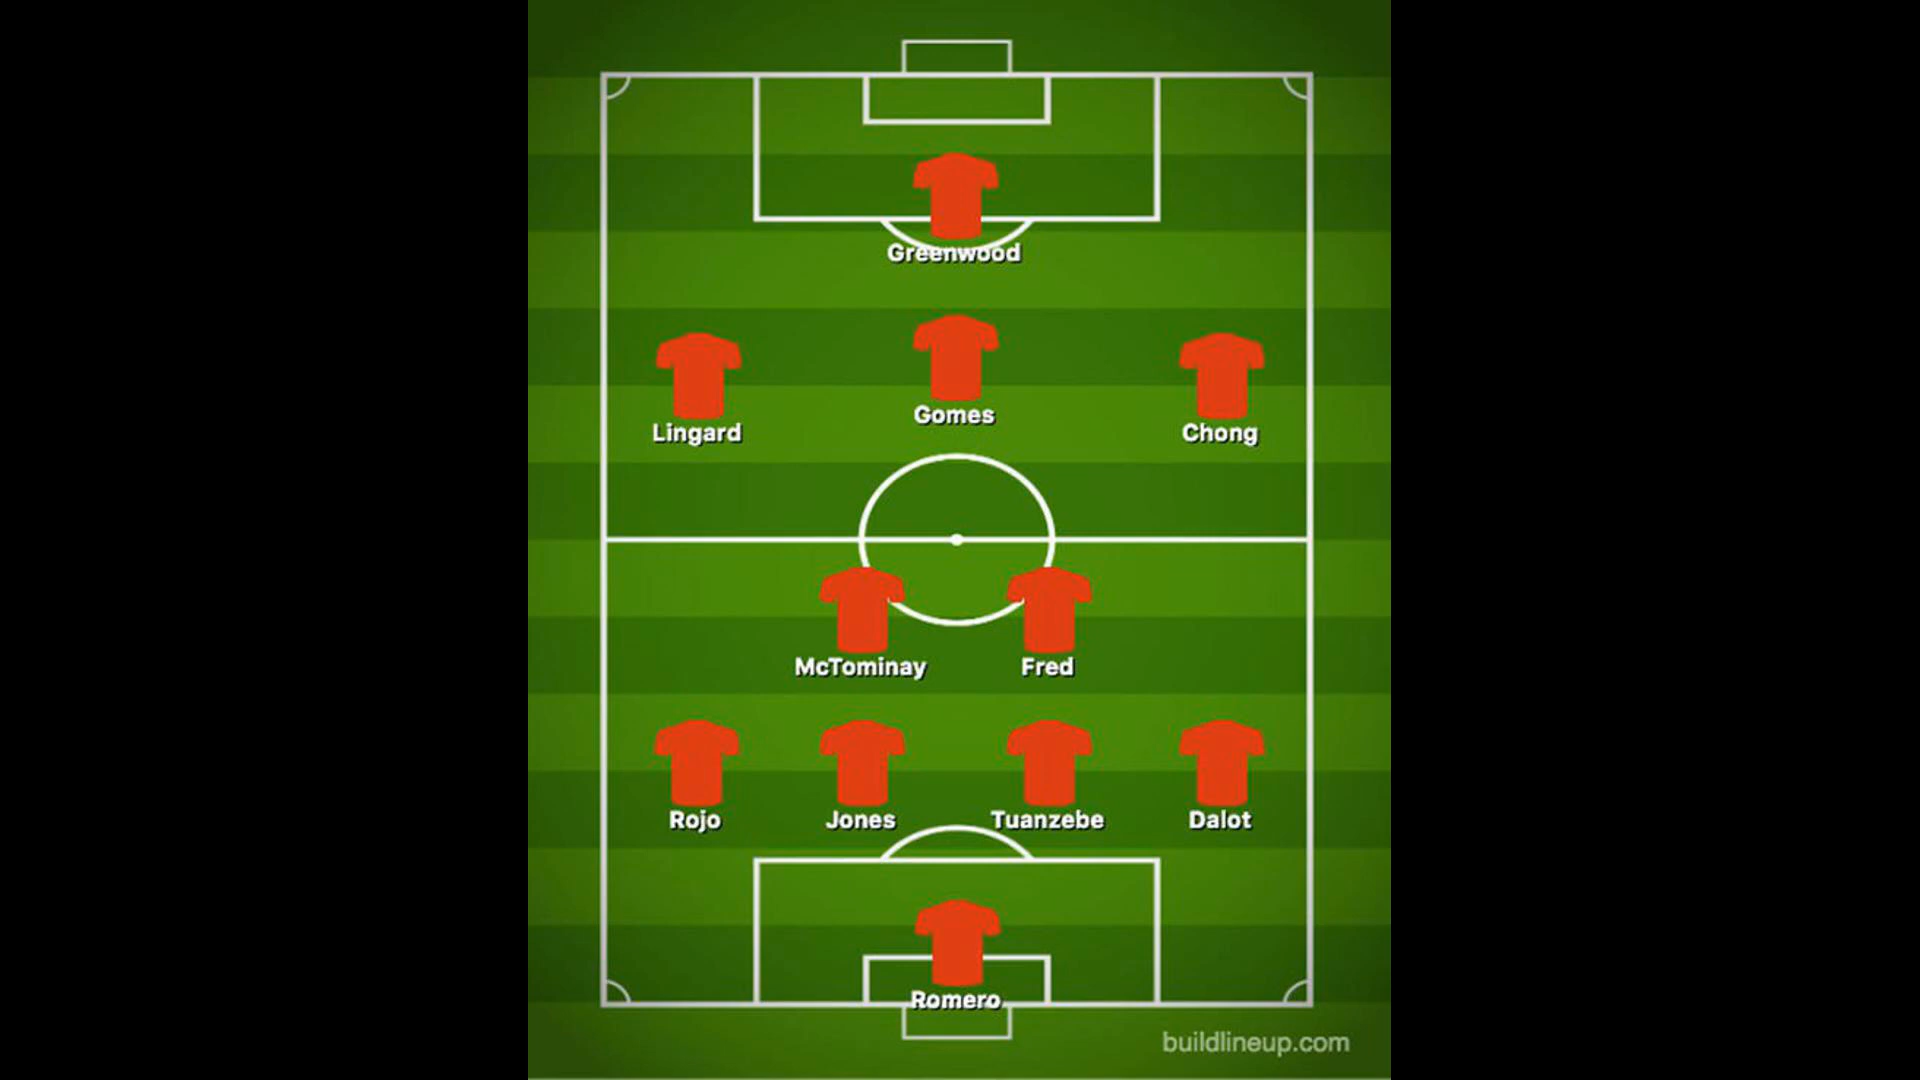 Greenwood
Lingard
Gomes
Chong
McTominay
Fred
Rojo
Jones
Tuanzebe
Dalot
Romero
buildlineup.com